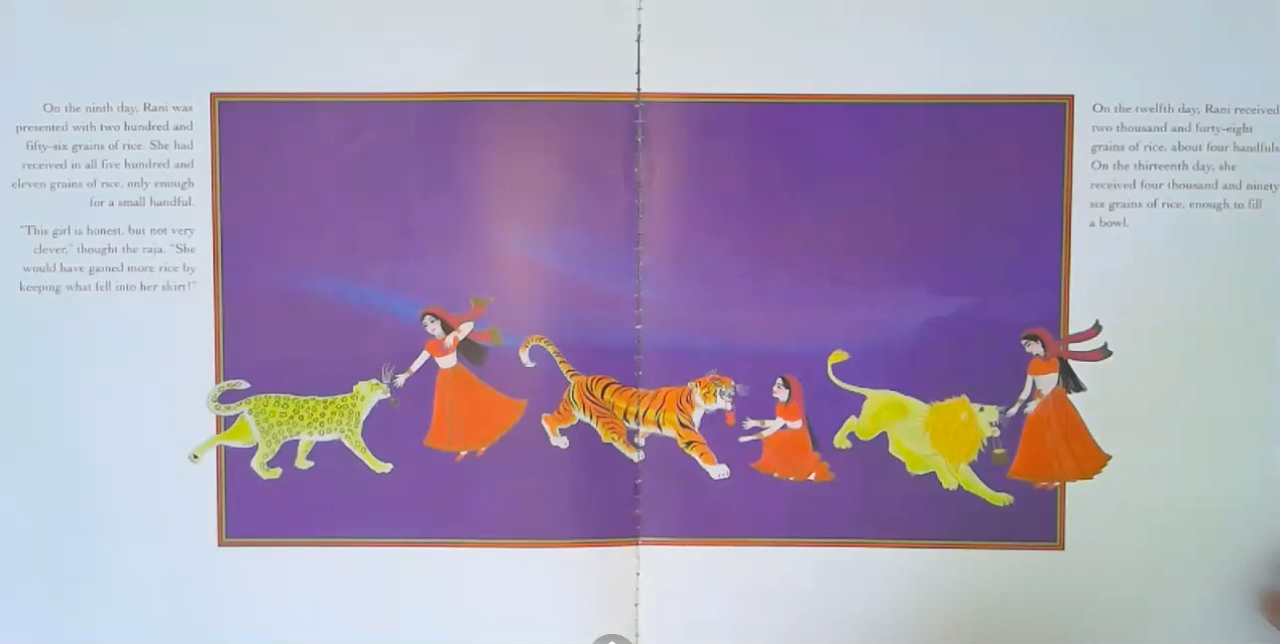 On the ninth day, Rani was
presented with two hundred and
fifty-six grains of rice. She had
received in all five hundred and
eleven grains of rice, only enough
for a small handful.
"This girl is honest, but not very
clever," thought the raja. "She
would have gained more rice by
keeping what fell into her skirt!"
On the twelfth day, Rani received
two thousand and forty-eight
grains of rice, about four handfuls.
On the thirteenth day, she
received four thousand and ninety
six grains of rice, enough to fill
a bowl.